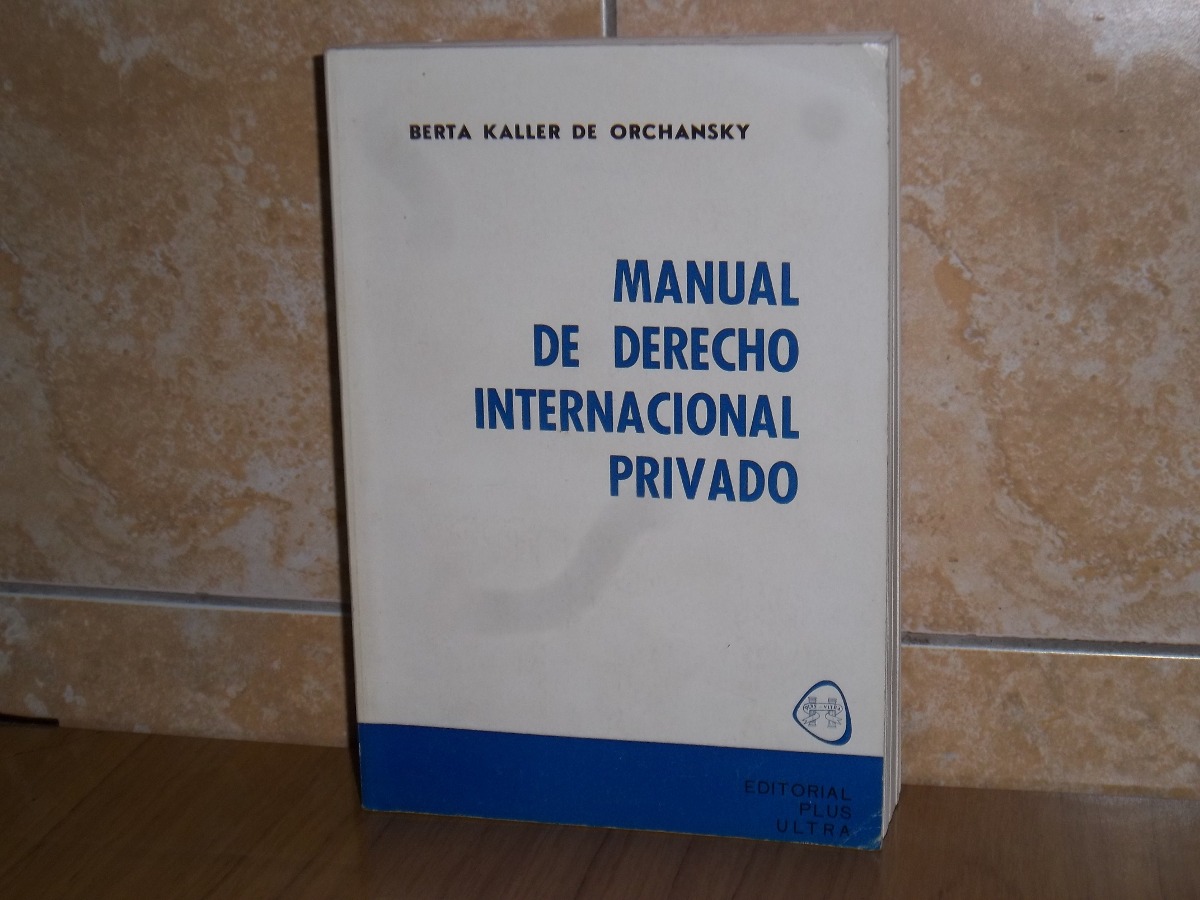 BERTA KALLER DE ORCHANSKY
MANUAL
DE DERECHO
INTERNACIONAL
PRIVADO
EDITORIAL
PLUS
ULTRA